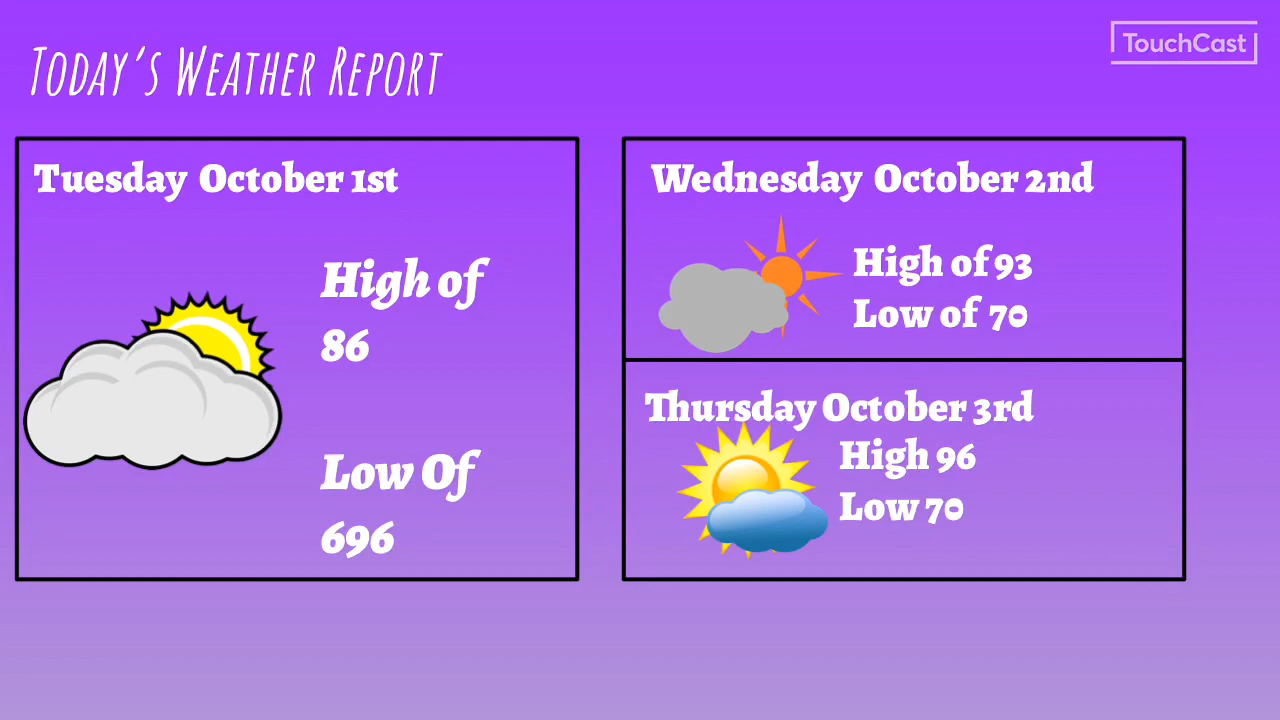 Today's Weather Report
TouchCast
Tuesday October 1st
High of
86
Low Of
696
Wednesday October 2nd
High of 93
Low of 70
Thursday October 3rd
High 96
Low 70